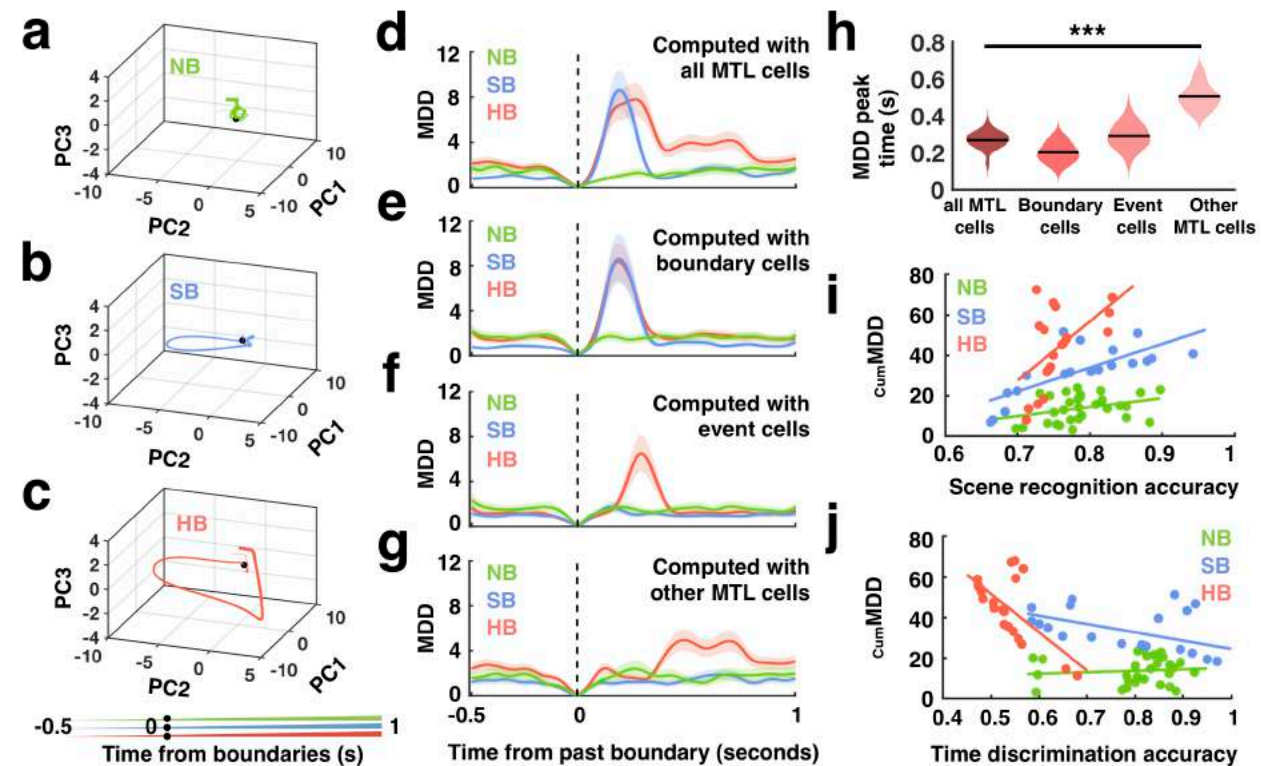 a
NB
4
2
0
-2
-4
PC3
-10
-5
0
5
PC2
-10
0
10
PC1
b
SB
4
2
0
-2
-4
PC3
-10
-5
0
5
PC2
-10
0
10
PC1
c
HB
4
2
0
-2
-4
PC3
-10
-5
0
5
PC2
-10
0
10
PC1
-0.5
0
1
Time from boundaries (s)
d
12
8
4
0
MDD
NB
SB
HB
Computed with
all MTL cells
e
12
8
4
0
MDD
NB
SB
HB
Computed with
boundary cells
f
12
8
4
0
MDD
NB
SB
HB
Computed with
event cells
g
12
8
4
0
MDD
NB
SB
HB
Computed with
other MTL cells
-0.5
0
1
Time from past boundary (seconds)
h
***
0.8
0.6
0.4
0.2
0
MDD peak
time (s)
all MTL
cells
Boundary
cells
Event
cells
Other
MTL cells
i
80
60
40
20
0
CumMDD
NB
SB
HB
0.6
0.7
0.8
0.9
1
Scene recognition accuracy
j
80
60
40
20
0
CumMDD
NB
SB
HB
0.4
0.5
0.6
0.7
0.8
0.9
1
Time discrimination accuracy